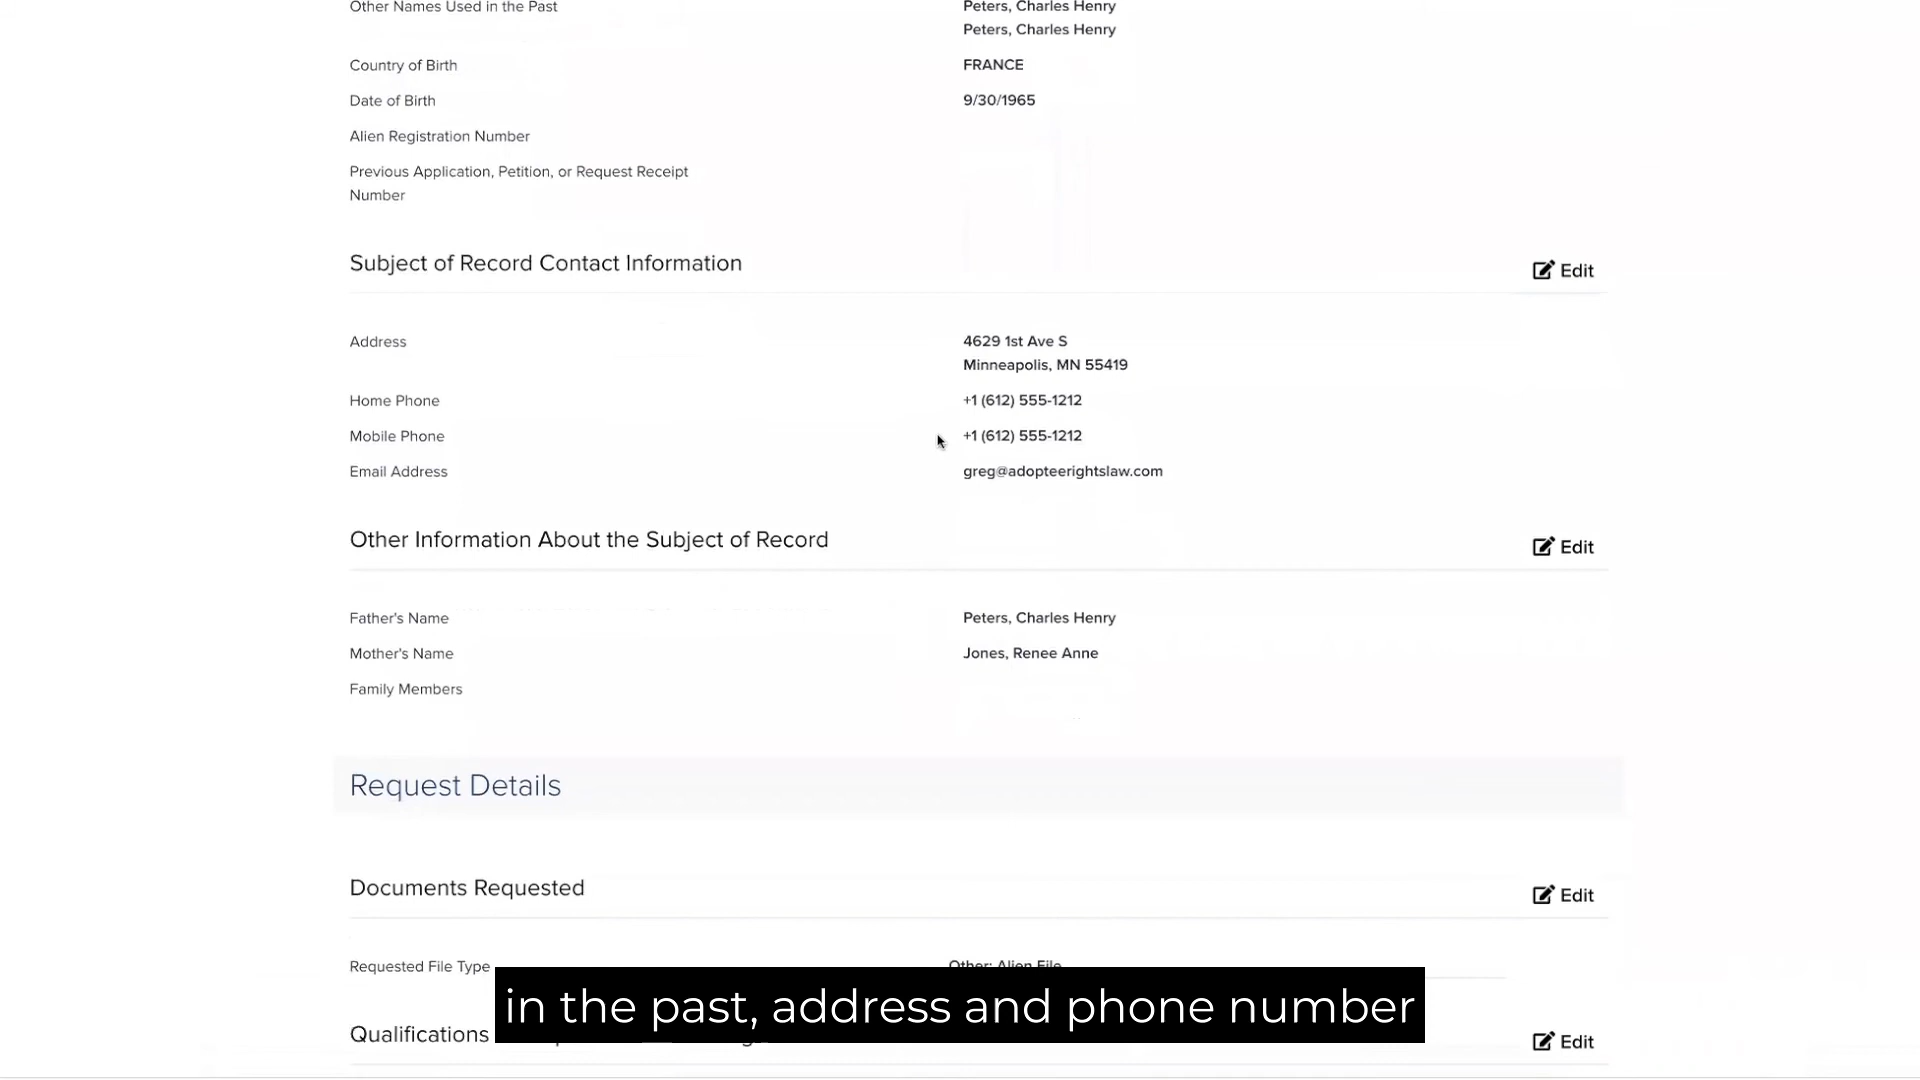 Other Names Used in the Past
Peters, Charles Henry
Peters, Charles Henry
Country of Birth
FRANCE
Date of Birth
9/30/1965
Alien Registration Number
Previous Application, Petition, or Request Receipt
Number
Subject of Record Contact Information
Edit
Address
4629 1st Ave S
Minneapolis, MN 55419
Home Phone
+1 (612) 555-1212
Mobile Phone
+1 (612) 555-1212
Email Address
greg@adopteerightslaw.com
Other Information About the Subject of Record
Edit
Father's Name
Peters, Charles Henry
Mother's Name
Jones, Renee Anne
Family Members
Request Details
Documents Requested
Edit
Requested File Type
Other: Alien File
in the past, address and phone number
Qualifications
Edit